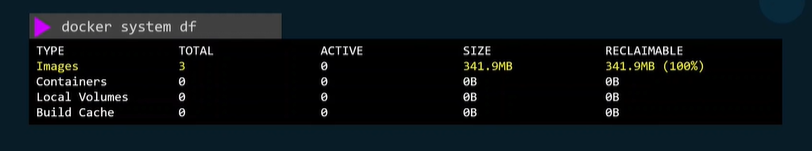 docker system df
TYPE TOTAL ACTIVE SIZE RECLAIMABLE
Images 3 0 341.9MB 341.9MB (100%)
Containers 0 0 0B 0B
Local Volumes 0 0 0B 0B
Build Cache 0 0 0B 0B